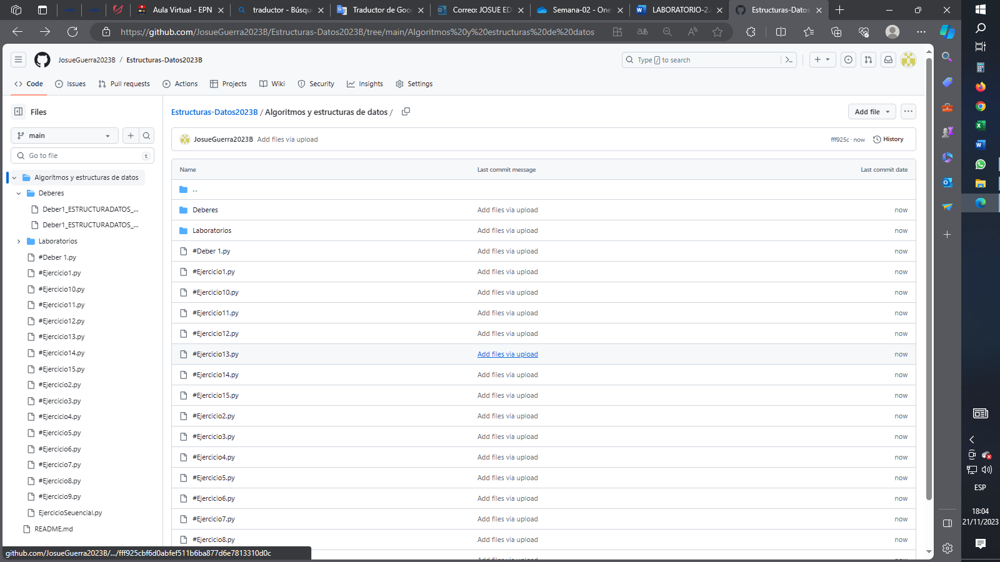 Aula Virtual - EPN
traductor - Búsqu
Traductor de Goo
Correo: JOSUE ED
Semana-02 - One
LABORATORIO-2.
Estructuras-Datos
https://github.com/JosueGuerra2023B/Estructuras-Datos2023B/tree/main/Algoritmos%20y%20estructuras%20de%20datos
JosueGuerra2023B / Estructuras-Datos2023B
Type / to search
Code
Issues
Pull requests
Actions
Projects
Wiki
Security
Insights
Settings
Files
main
Go to file
t
Algoritmos y estructuras de datos
Deberes
Deber1_ESTRUCTURADATOS_...
Deber1_ESTRUCTURADATOS_...
Laboratorios
#Deber 1.py
#Ejercicio1.py
#Ejercicio10.py
#Ejercicio11.py
#Ejercicio12.py
#Ejercicio13.py
#Ejercicio14.py
#Ejercicio15.py
#Ejercicio2.py
#Ejercicio3.py
#Ejercicio4.py
#Ejercicio5.py
#Ejercicio6.py
#Ejercicio7.py
#Ejercicio8.py
#Ejercicio9.py
EjercicioSeuencial.py
README.md
github.com/JosueGuerra2023B/.../fff925cbf6d0abfef511b6ba877d6e7813310d0c
Estructuras-Datos2023B / Algoritmos y estructuras de datos /
Add file
JosueGuerra2023B Add files via upload
fff925c · now
History
Name Last commit message Last commit date
..
Deberes Add files via upload now
Laboratorios Add files via upload now
#Deber 1.py Add files via upload now
#Ejercicio1.py Add files via upload now
#Ejercicio10.py Add files via upload now
#Ejercicio11.py Add files via upload now
#Ejercicio12.py Add files via upload now
#Ejercicio13.py Add files via upload now
#Ejercicio14.py Add files via upload now
#Ejercicio15.py Add files via upload now
#Ejercicio2.py Add files via upload now
#Ejercicio3.py Add files via upload now
#Ejercicio4.py Add files via upload now
#Ejercicio5.py Add files via upload now
#Ejercicio6.py Add files via upload now
#Ejercicio7.py Add files via upload now
#Ejercicio8.py Add files via upload now
ESP
18:04
21/11/2023